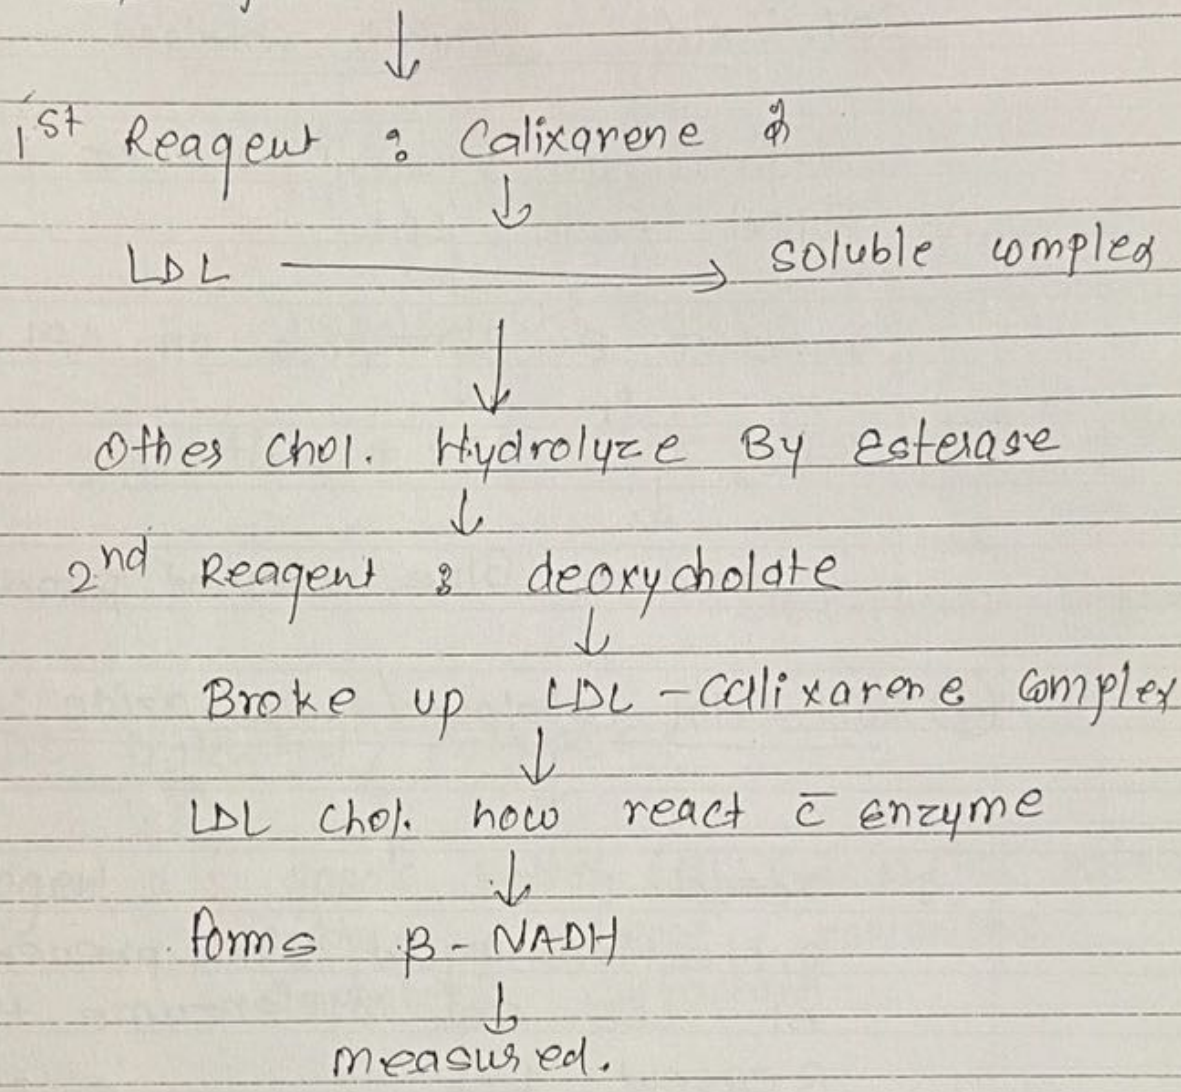 1st Reagent : Calixarene &
LDL → soluble complex
Other Chol. Hydrolyze By esterase
2nd Reagent : deoxycholate
Broke up LDL - Calixarene Complex
LDL Chol. now react c̄ enzyme
forms β - NADH
measured.